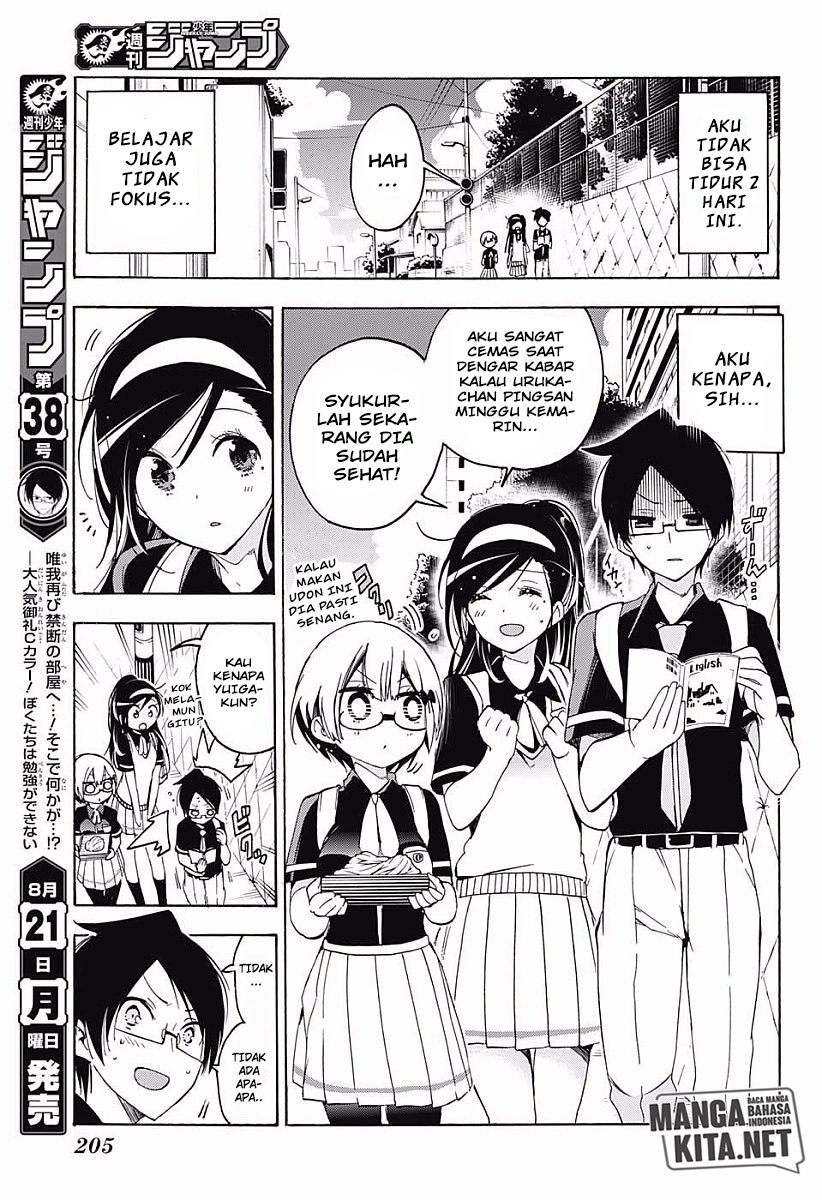 週刊
少年
ジャンプ
AKU
TIDAK
BISA
TIDUR 2
HARI
INI.
HAH
...
BELAJAR
JUGA
TIDAK
FOKUS...
AKU
KENAPA,
SIH...
AKU SANGAT
CEMAS SAAT
DENGAR KABAR
KALAU URUKA-
CHAN PINGSAN
MINGGU KEMA-
RIN...
SYUKUR-
LAH SEKA-
RANG DIA
SUDAH
SEHAT!
KALAU
MAKAN
UDON INI
DIA PASTI
SENANG.
English
KAU
KENAPA
YUIGA-
KUN?
KOK
MELA-
MUN
GITU?
TIDAK
...
TIDAK
ADA
APA-
APA..
週刊少年
ジャンプ
第
38
号
唯我再び禁断の部屋へ…!そこで何かが…!?
―大人気御礼Cカラー!ぼくたちは勉強ができない
8月
21
日
月
曜日
発売
205
MANGA
KITA.NET
BACA MANGA
BAHASA
INDONESIA